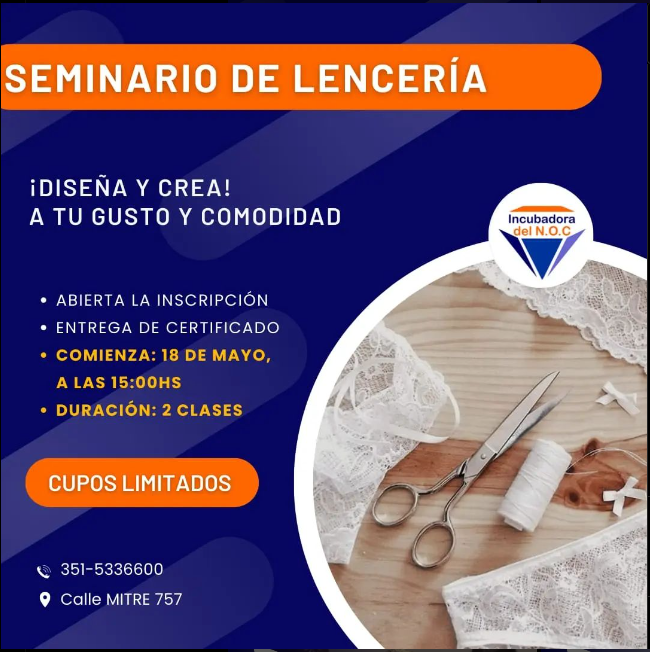 SEMINARIO DE LENCERÍA
¡DISEÑA Y CREA!
A TU GUSTO Y COMODIDAD
Incubadora
del N.O.C
• ABIERTA LA INSCRIPCIÓN
• ENTREGA DE CERTIFICADO
• COMIENZA: 18 DE MAYO,
A LAS 15:00HS
• DURACIÓN: 2 CLASES
CUPOS LIMITADOS
351-5336600
Calle MITRE 757